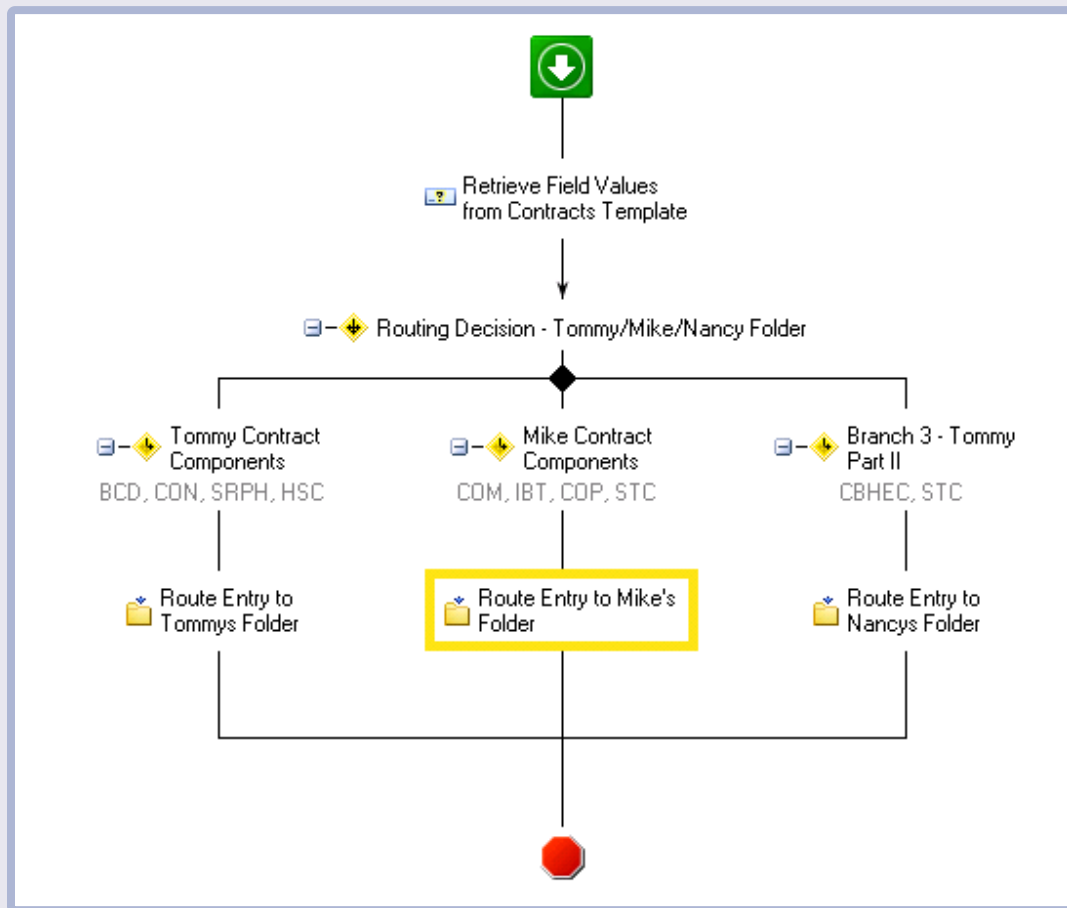 Retrieve Field Values
from Contracts Template
Routing Decision - Tommy/Mike/Nancy Folder
Tommy Contract
Components
BCD, CON, SRPH, HSC
Mike Contract
Components
COM, IBT, COP, STC
Branch 3 - Tommy
Part II
CBHEC, STC
Route Entry to
Tommys Folder
Route Entry to Mike's
Folder
Route Entry to
Nancys Folder